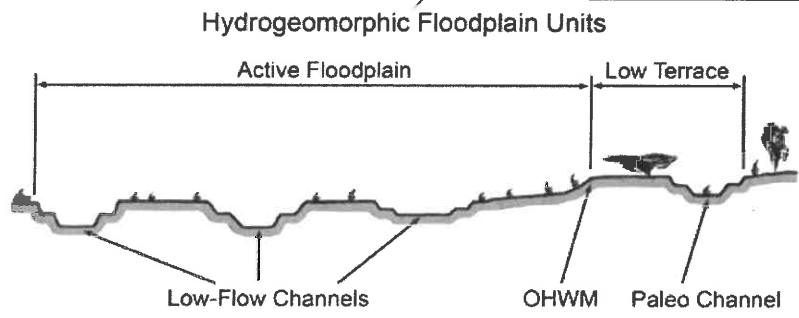 Hydrogeomorphic Floodplain Units
Active Floodplain
Low Terrace
Low-Flow Channels
OHWM
Paleo Channel